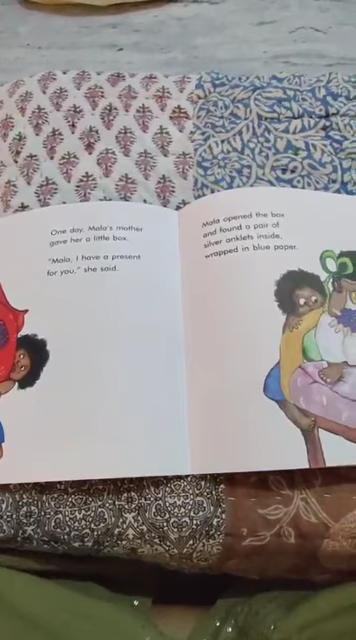 One day, Mala's mother
gave her a little box.
"Mala, I have a present
for you," she said.
Mala opened the box
and found a pair of
silver anklets inside,
wrapped in blue paper.